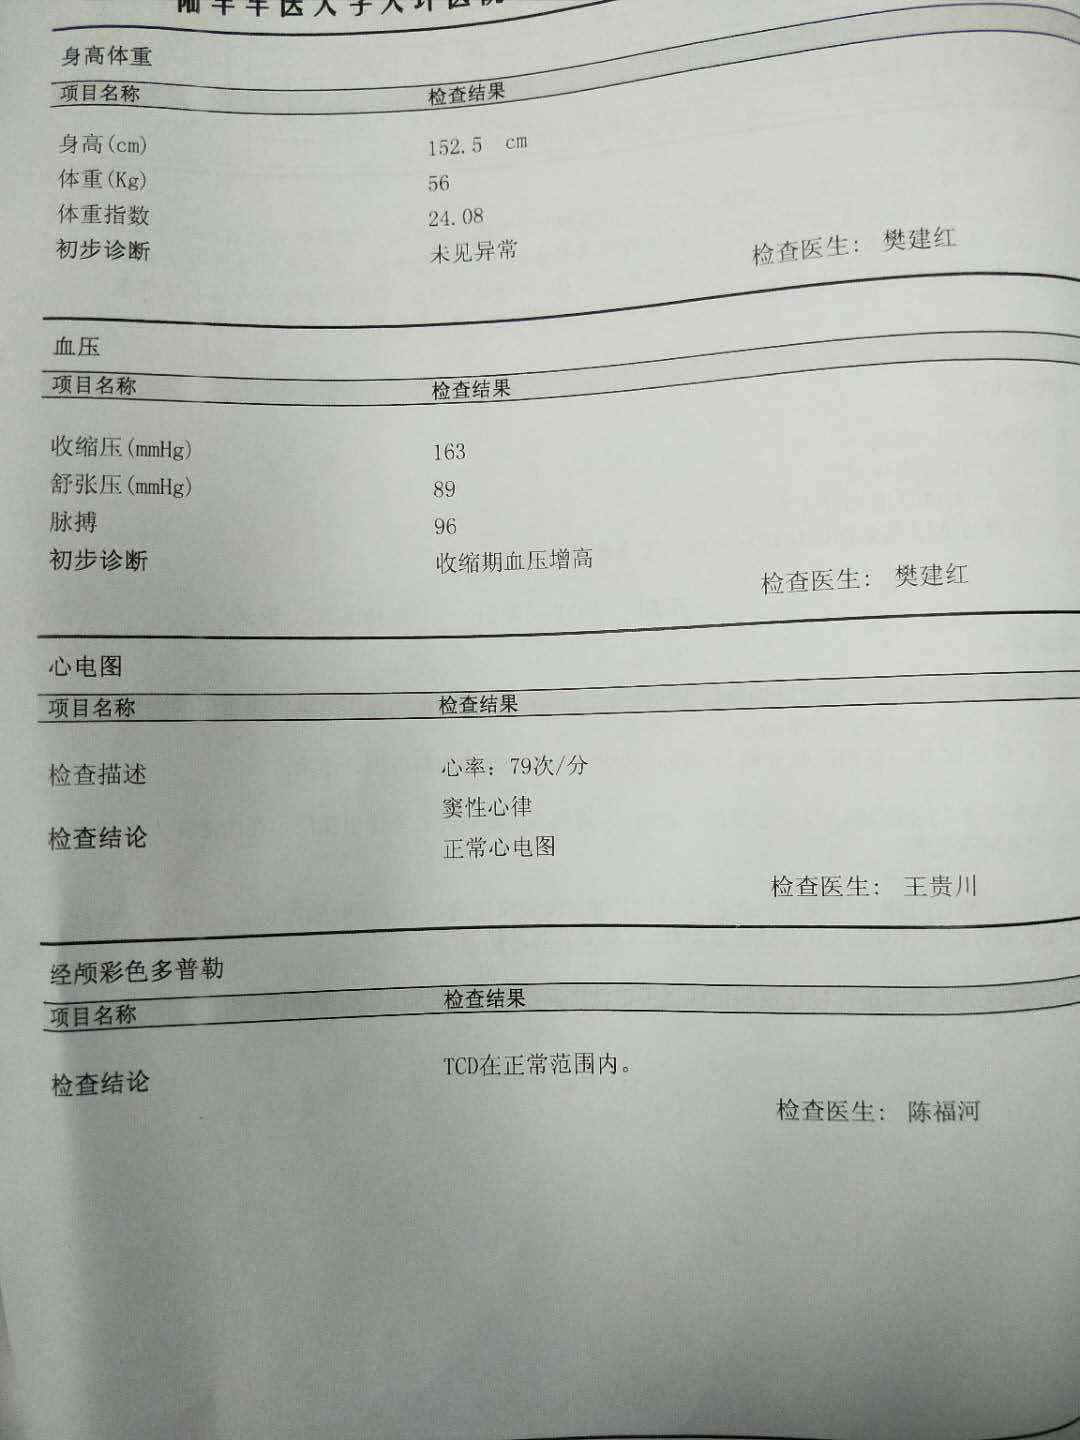 身高体重
项目名称 检查结果
身高(cm) 152.5 cm
体重(Kg) 56
体重指数 24.08
初步诊断 未见异常 检查医生: 樊建红
血压
项目名称 检查结果
收缩压(mmHg) 163
舒张压(mmHg) 89
脉搏 96
初步诊断 收缩期血压增高 检查医生: 樊建红
心电图
项目名称 检查结果
检查描述 心率：79次/分
窦性心律
检查结论 正常心电图
检查医生: 王贵川
经颅彩色多普勒
项目名称 检查结果
检查结论 TCD在正常范围内。
检查医生: 陈福河